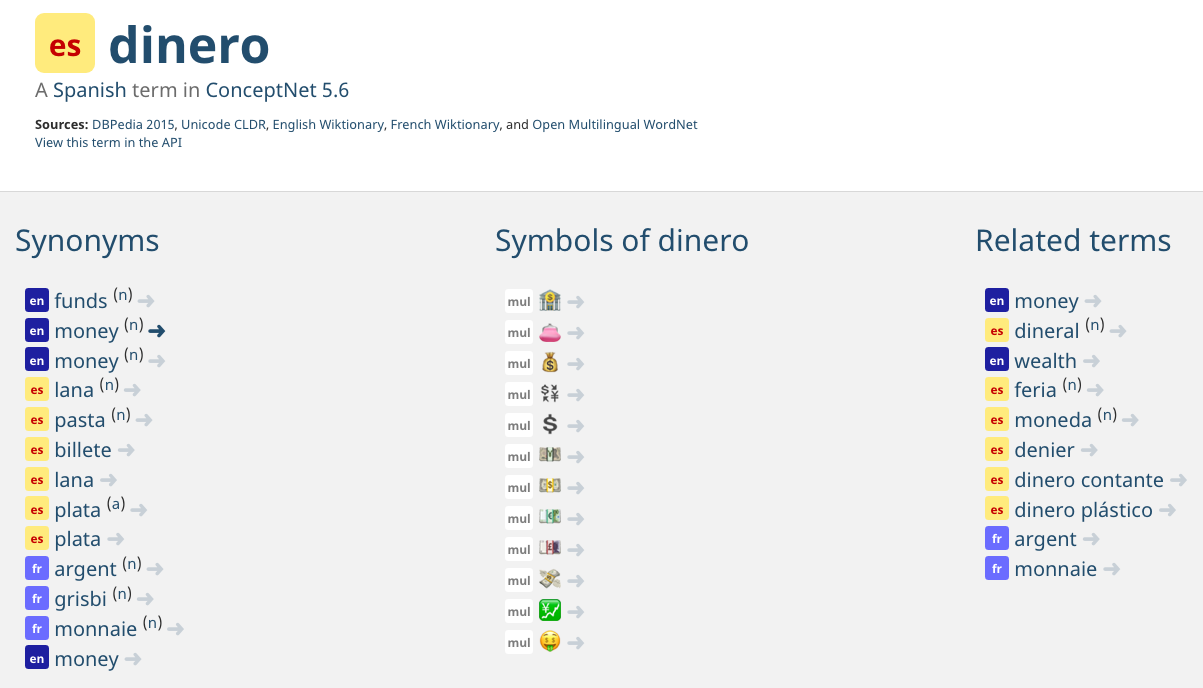 es dinero
A Spanish term in ConceptNet 5.6
Sources: DBPedia 2015, Unicode CLDR, English Wiktionary, French Wiktionary, and Open Multilingual WordNet
View this term in the API
Synonyms
en funds (n) ➜
en money (n) ➜
en money (n) ➜
es lana (n) ➜
es pasta (n) ➜
es billete ➜
es lana ➜
es plata (a) ➜
es plata ➜
fr argent (n) ➜
fr grisbi (n) ➜
fr monnaie (n) ➜
en money ➜
Symbols of dinero
mul 🏦 ➜
mul 👛 ➜
mul 💰 ➜
mul 💱 ➜
mul 💲 ➜
mul 💴 ➜
mul 💵 ➜
mul 💶 ➜
mul 💷 ➜
mul 💸 ➜
mul 💹 ➜
mul 🤑 ➜
Related terms
en money ➜
es dineral (n) ➜
en wealth ➜
es feria (n) ➜
es moneda (n) ➜
es denier ➜
es dinero contante ➜
es dinero plástico ➜
fr argent ➜
fr monnaie ➜